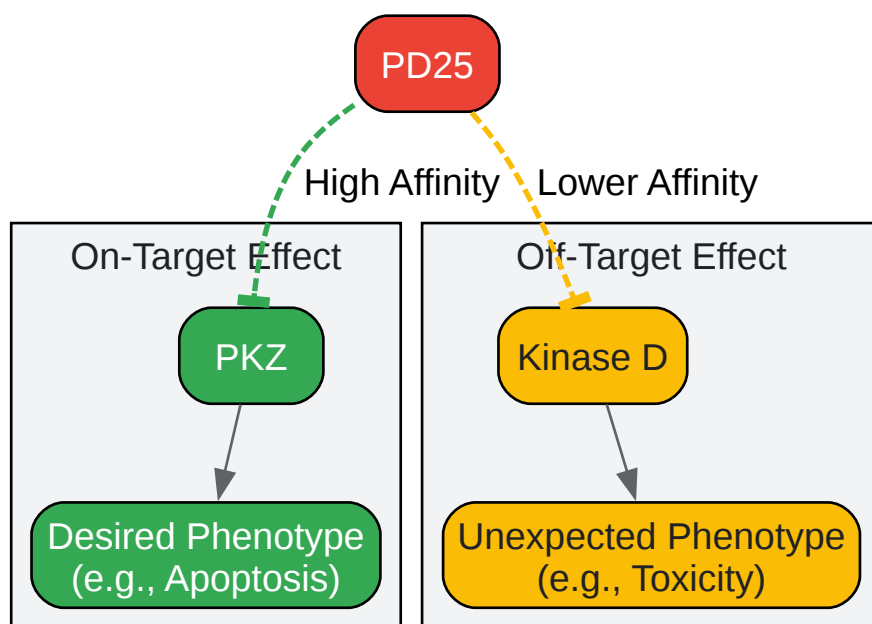 PD25
High Affinity
Lower Affinity
On-Target Effect
Off-Target Effect
PKZ
Kinase D
Desired Phenotype
(e.g., Apoptosis)
Unexpected Phenotype
(e.g., Toxicity)